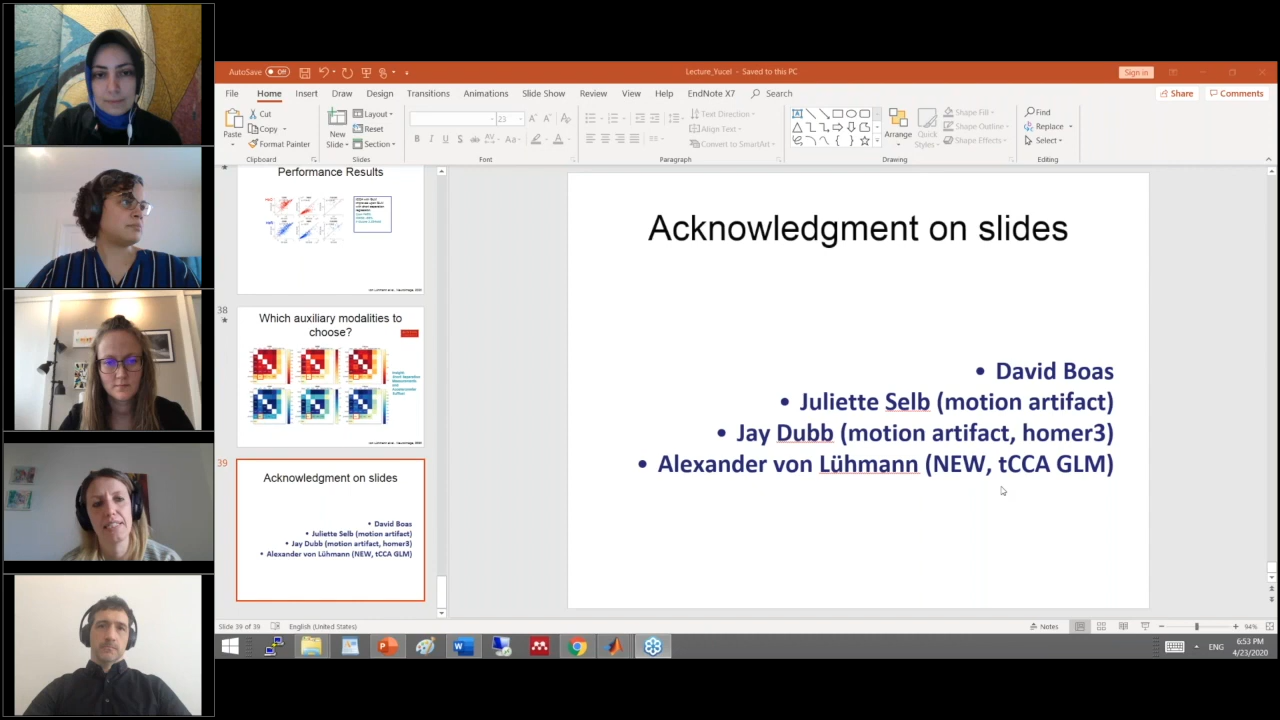 AutoSave Off
Lecture_Yucel - Saved to this PC
Sign in
File Home Insert Draw Design Transitions Animations Slide Show Review View Help EndNote X7 Search
Share Comments
Paste
Cut
Copy
Format Painter
Clipboard
New
Slide
Layout
Reset
Section
Slides
23
B I U S
Aa
Font
Text Direction
Align Text
Convert to SmartArt
Paragraph
Arrange
Quick
Styles
Shape Fill
Shape Outline
Shape Effects
Drawing
Find
Replace
Select
Editing
Performance Results
38
Which auxiliary modalities to
choose?
39
Acknowledgment on slides
• David Boas
• Juliette Selb (motion artifact)
• Jay Dubb (motion artifact, homer3)
• Alexander von Lühmann (NEW, tCCA GLM)
Acknowledgment on slides
• David Boas
• Juliette Selb (motion artifact)
• Jay Dubb (motion artifact, homer3)
• Alexander von Lühmann (NEW, tCCA GLM)
Slide 39 of 39
English (United States)
Notes
94%
ENG
6:53 PM
4/23/2020